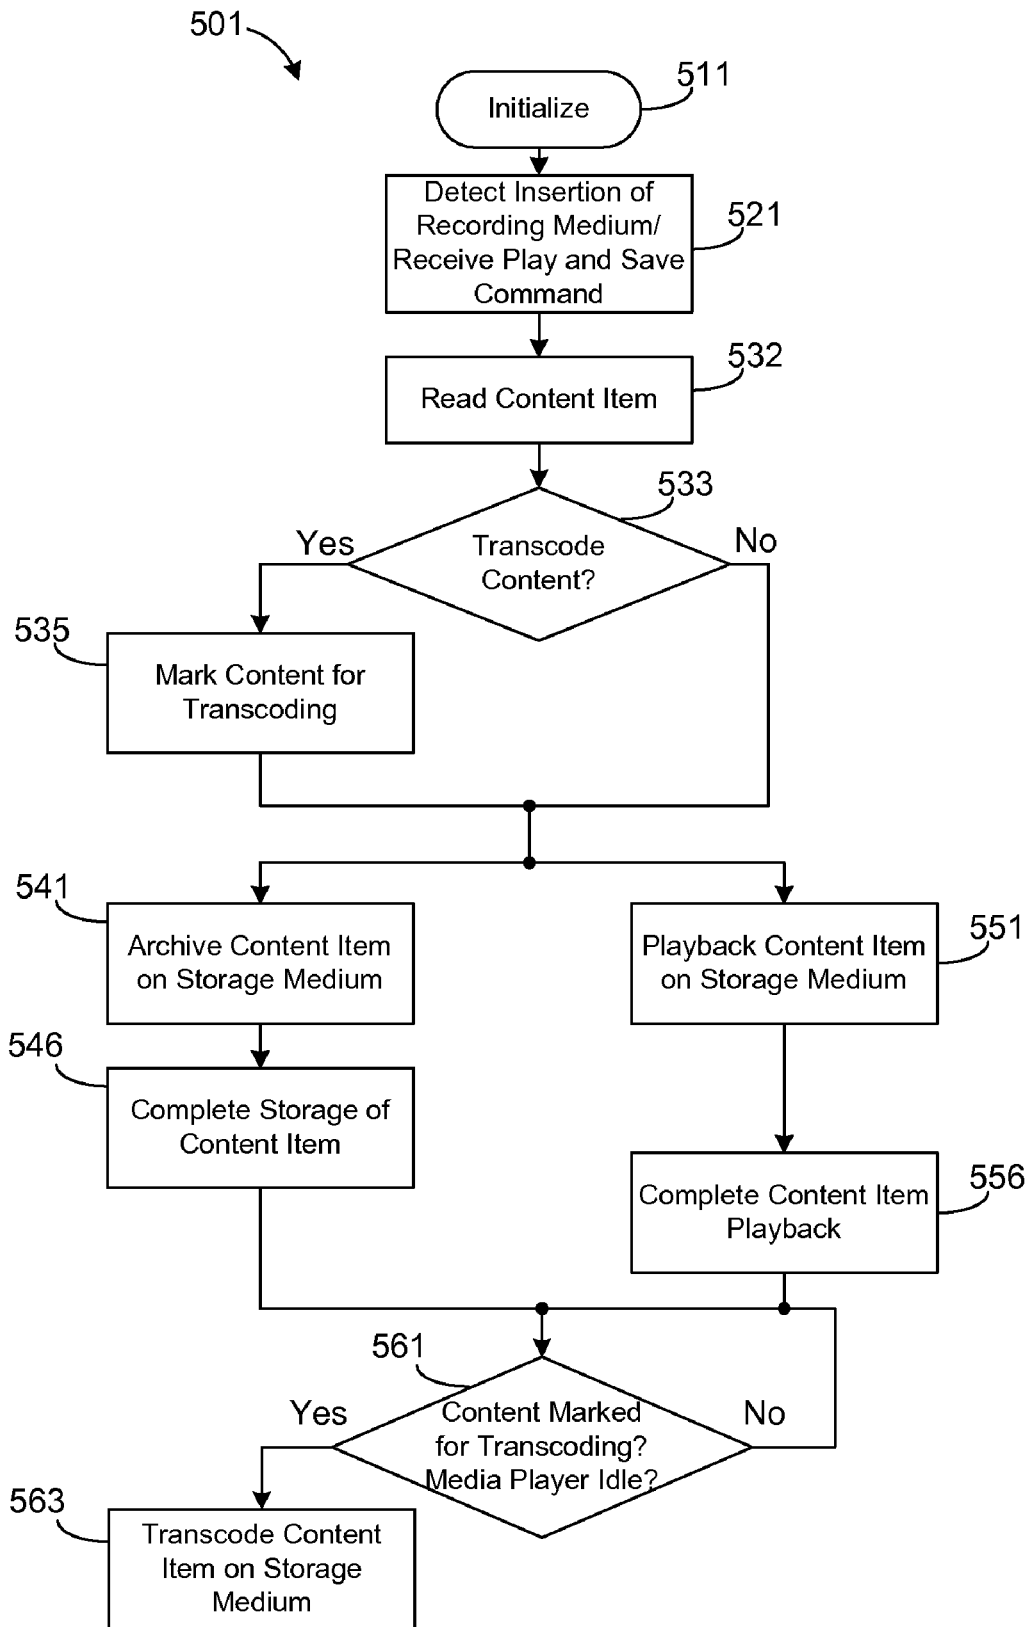 501
Initialize
511
Detect Insertion of
Recording Medium/
Receive Play and Save
Command
521
Read Content Item
532
533
Yes
Transcode
Content?
No
535
Mark Content for
Transcoding
541
Archive Content Item
on Storage Medium
Playback Content Item
on Storage Medium
551
546
Complete Storage of
Content Item
Complete Content Item
Playback
556
561
Yes
Content Marked
for Transcoding?
Media Player Idle?
No
563
Transcode Content
Item on Storage
Medium